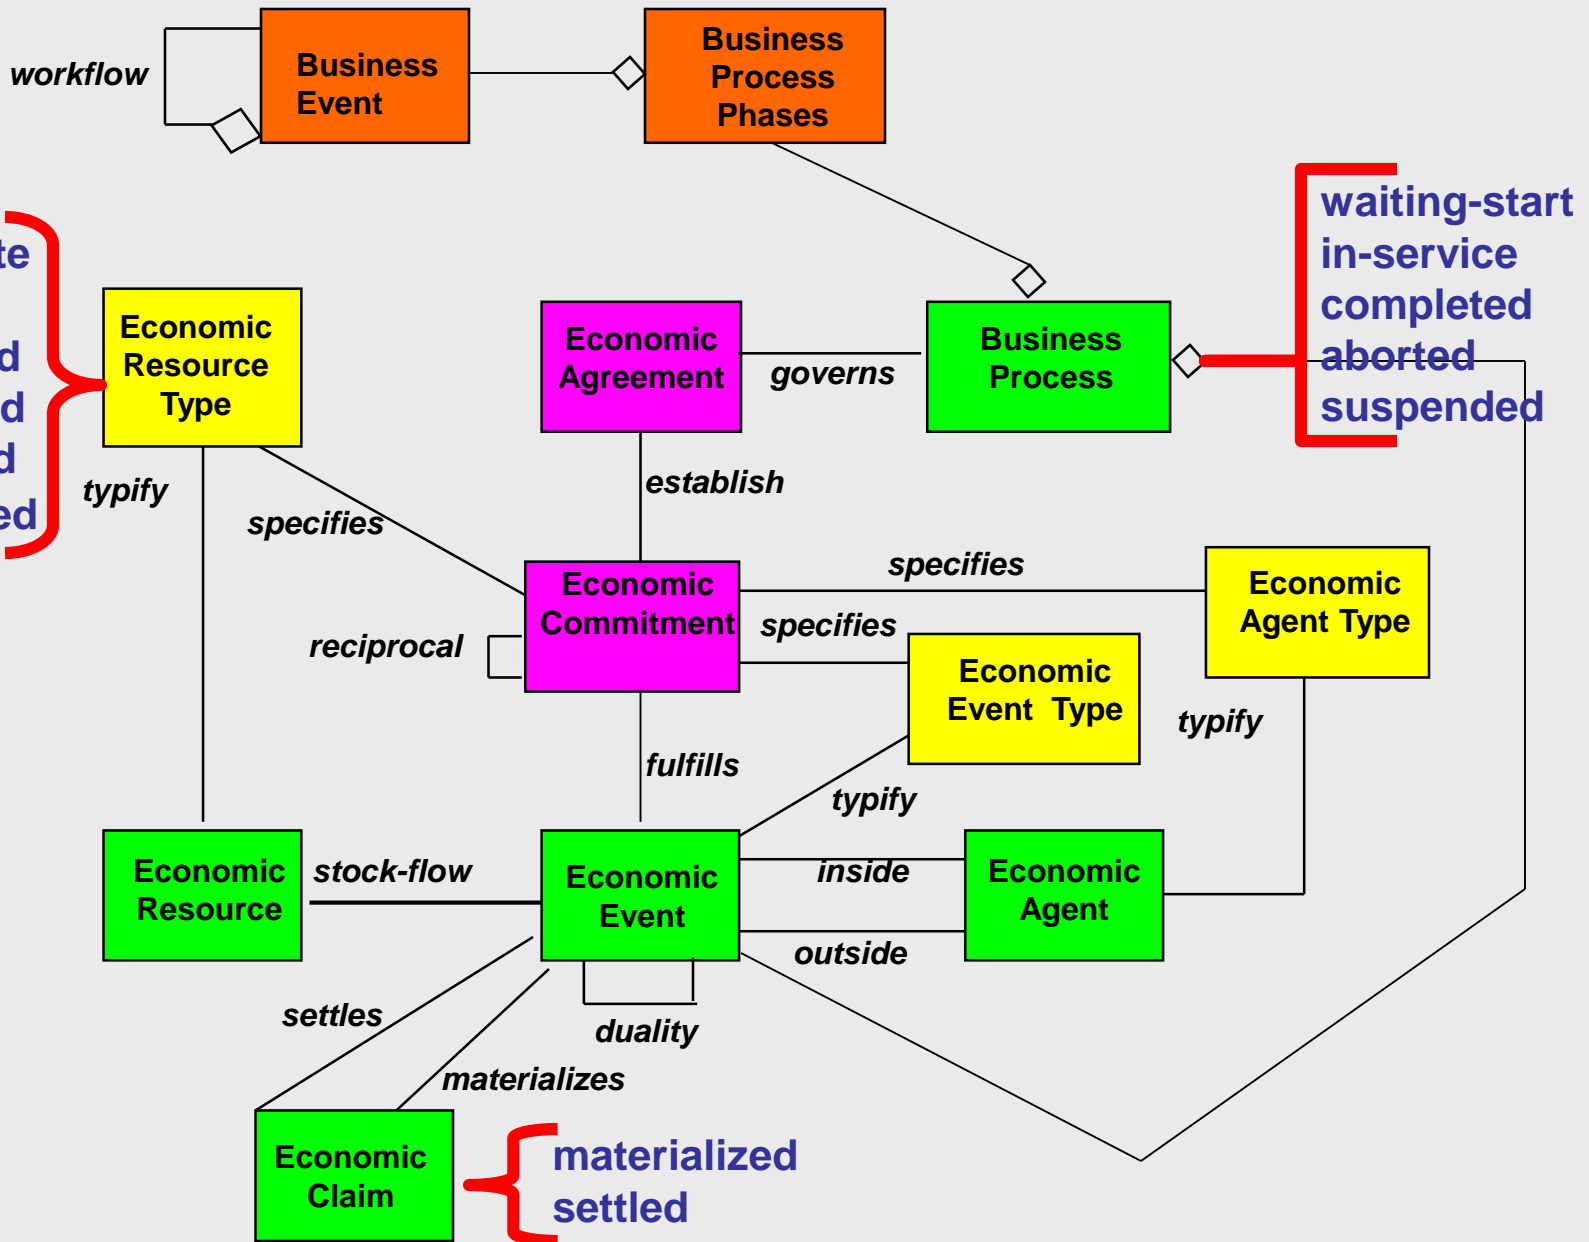 Business
Event
Business
Process
Phases
workflow
waiting-start
in-service
completed
aborted
suspended
Economic
Resource
Type
Economic
Agreement
governs
Business
Process
typify
specifies
establish
Economic
Commitment
reciprocal
specifies
specifies
Economic
Agent Type
Economic
Event Type
typify
fulfills
typify
Economic
Resource
stock-flow
Economic
Event
inside
outside
Economic
Agent
settles
duality
materializes
Economic
Claim
materialized
settled